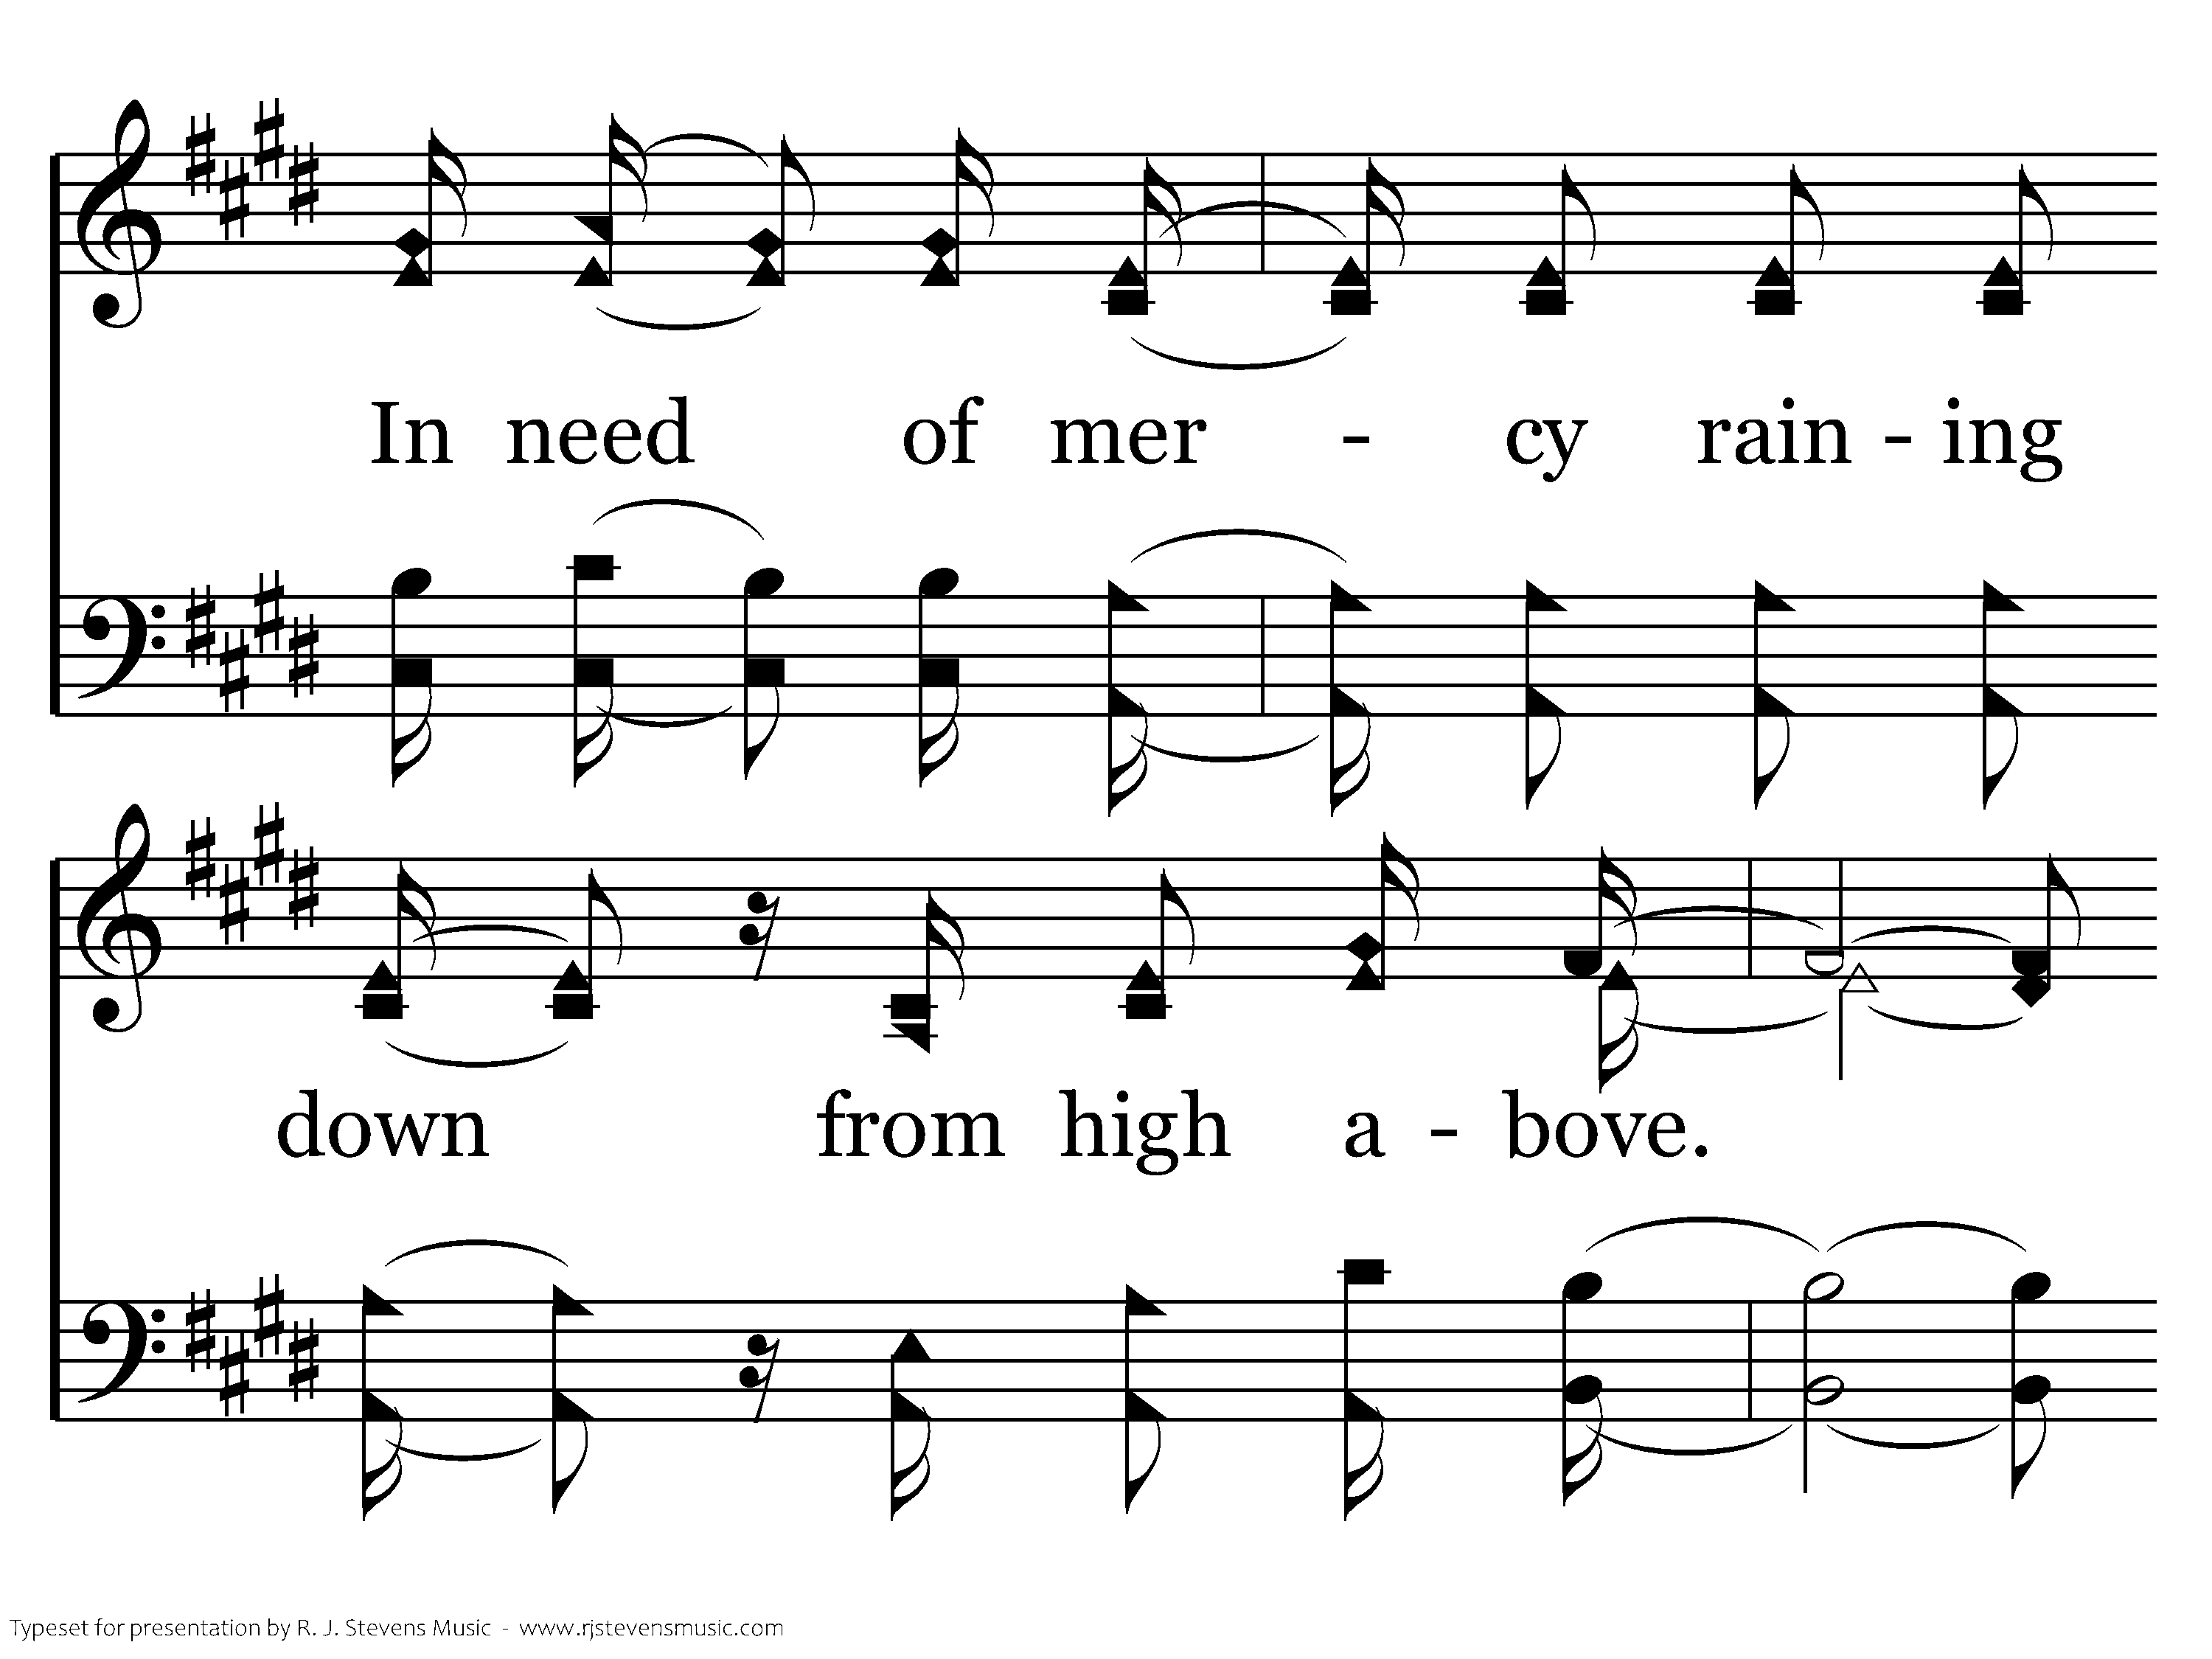 In need of mer - cy rain - ing
down from high a - bove.
Typeset for presentation by R. J. Stevens Music - www.rjstevensmusic.com